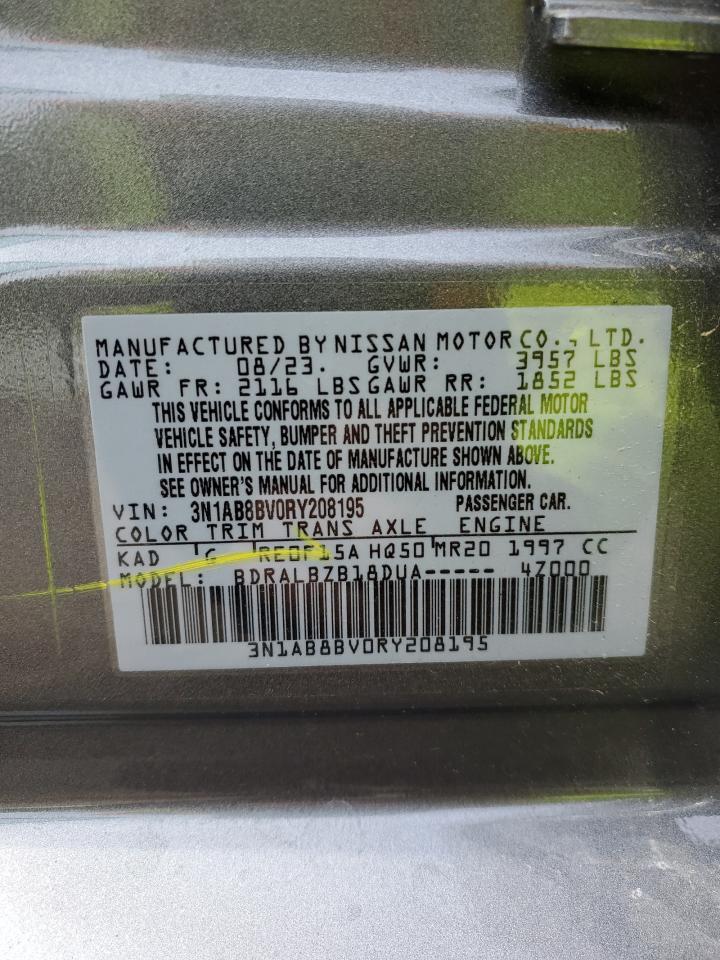 MANUFACTURED BY NISSAN MOTOR CO., LTD.
DATE: 08/23. GVWR: 3957 LBS
GAWR FR: 2116 LBS GAWR RR: 1852 LBS
THIS VEHICLE CONFORMS TO ALL APPLICABLE FEDERAL MOTOR
VEHICLE SAFETY, BUMPER AND THEFT PREVENTION STANDARDS
IN EFFECT ON THE DATE OF MANUFACTURE SHOWN ABOVE.
SEE OWNER'S MANUAL FOR ADDITIONAL INFORMATION.
VIN: 3N1AB8BV0RY208195 PASSENGER CAR.
COLOR TRIM TRANS AXLE ENGINE
KAD G RE0F15A HQ50 MR20 1997 CC
MODEL: BDRALBZB18DUA----- 4Z000
3N1AB8BV0RY208195